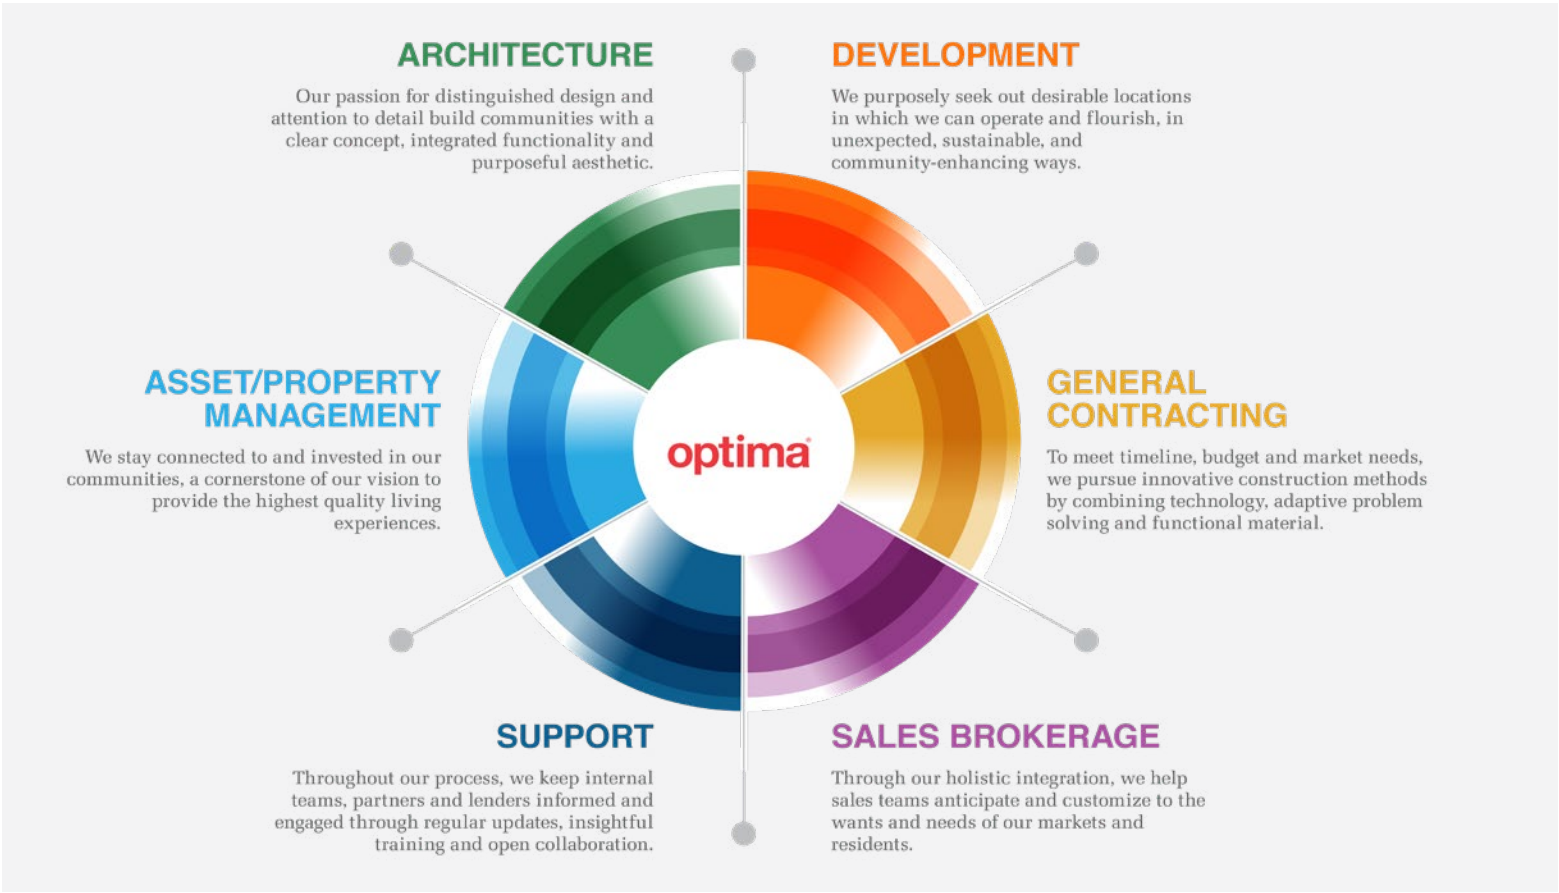 ARCHITECTURE
Our passion for distinguished design and
attention to detail build communities with a
clear concept, integrated functionality and
purposeful aesthetic.
DEVELOPMENT
We purposely seek out desirable locations
in which we can operate and flourish, in
unexpected, sustainable, and
community-enhancing ways.
ASSET/PROPERTY
MANAGEMENT
We stay connected to and invested in our
communities, a cornerstone of our vision to
provide the highest quality living
experiences.
optima®
GENERAL
CONTRACTING
To meet timeline, budget and market needs,
we pursue innovative construction methods
by combining technology, adaptive problem
solving and functional material.
SUPPORT
Throughout our process, we keep internal
teams, partners and lenders informed and
engaged through regular updates, insightful
training and open collaboration.
SALES BROKERAGE
Through our holistic integration, we help
sales teams anticipate and customize to the
wants and needs of our markets and
residents.